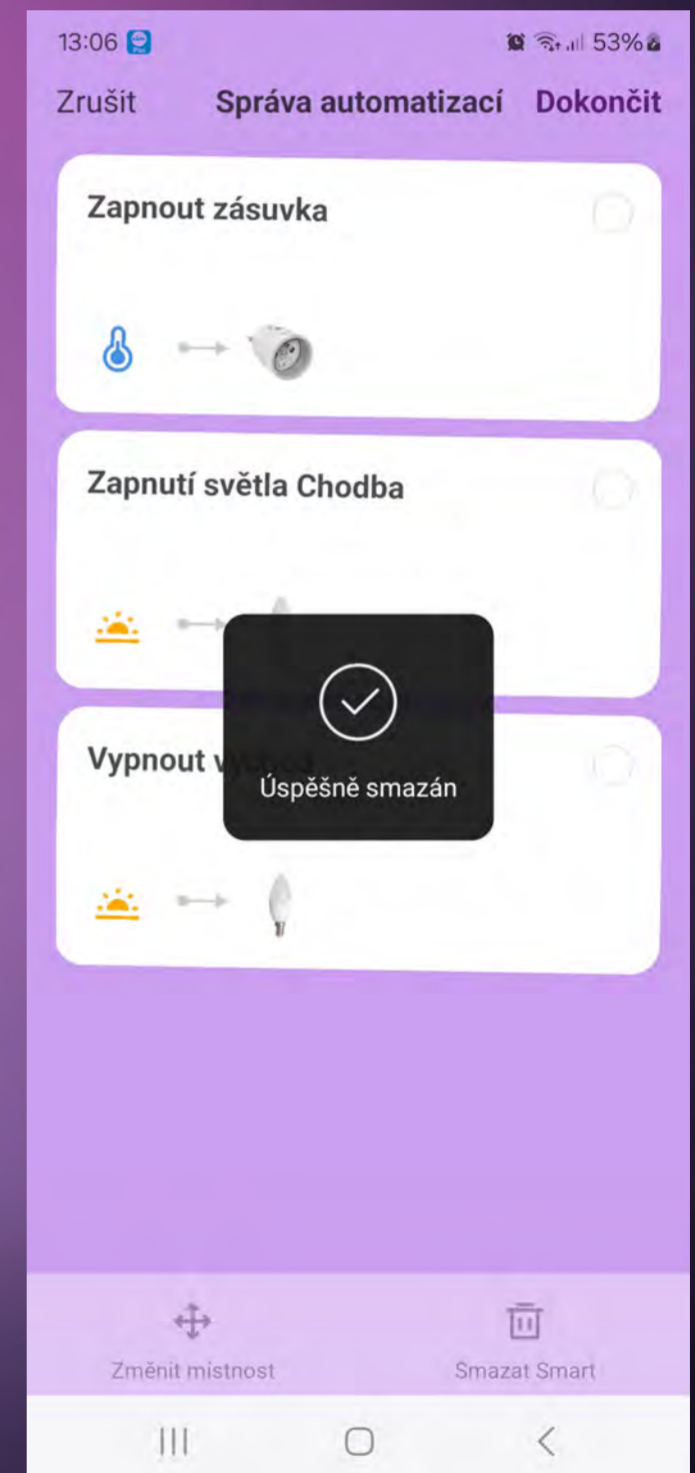 13:06 53%
Zrušit Správa automatizací Dokončit
Zapnout zásuvka
Zapnutí světla Chodba
Vypnout východ
Úspěšně smazán
Změnit místnost Smazat Smart